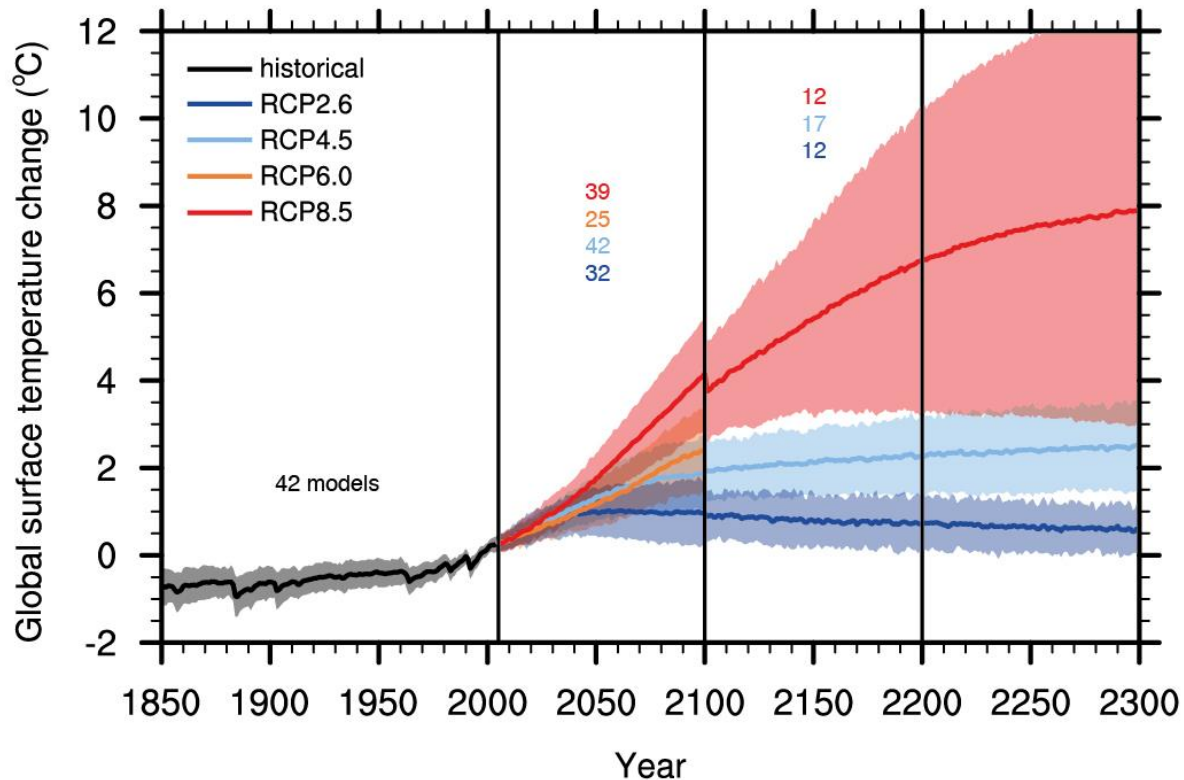 Global surface temperature change (°C)
12
10
8
6
4
2
0
-2
historical
RCP2.6
RCP4.5
RCP6.0
RCP8.5
42 models
39
25
42
32
12
17
12
1850 1900 1950 2000 2050 2100 2150 2200 2250 2300
Year